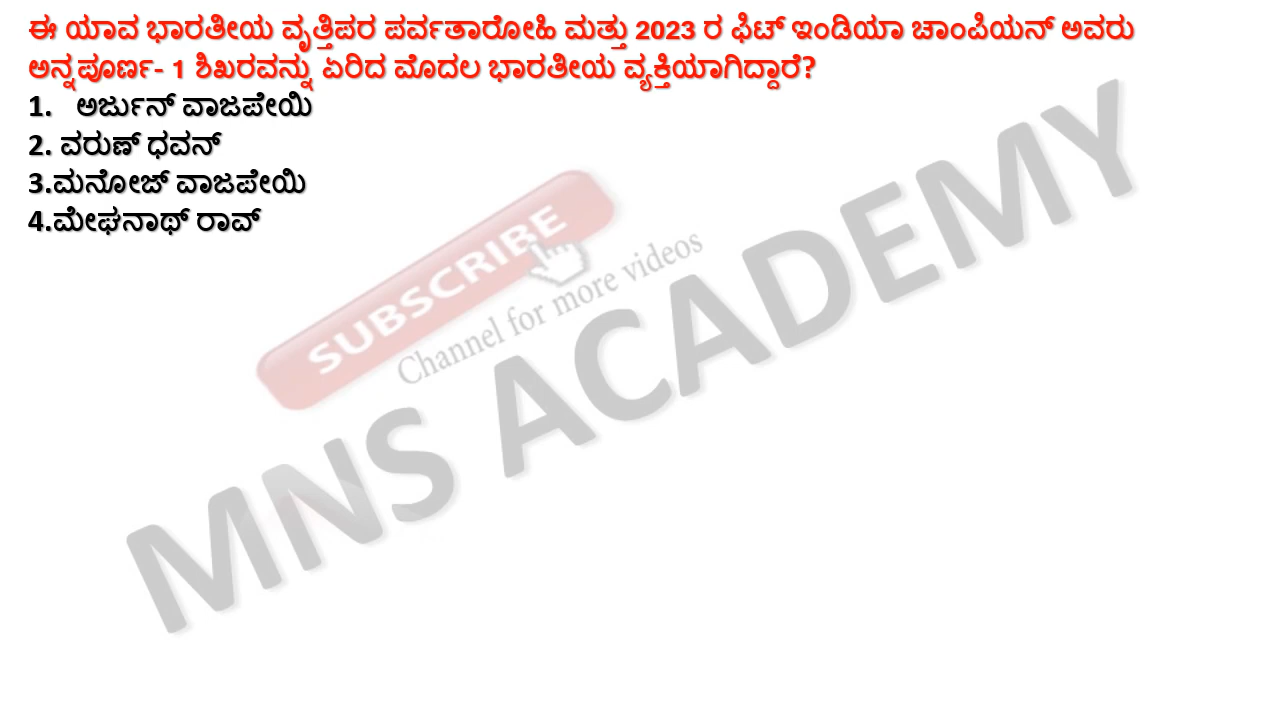 ಈ ಯಾವ ಭಾರತೀಯ ವೃತ್ತಿಪರ ಪರ್ವತಾರೋಹಿ ಮತ್ತು 2023 ರ ಫಿಟ್ ಇಂಡಿಯಾ ಚಾಂಪಿಯನ್ ಅವರು
ಅನ್ನಪೂರ್ಣ- 1 ಶಿಖರವನ್ನು ಏರಿದ ಮೊದಲ ಭಾರತೀಯ ವ್ಯಕ್ತಿಯಾಗಿದ್ದಾರೆ?
1. ಅರ್ಜುನ್ ವಾಜಪೇಯಿ
2. ವರುಣ್ ಧವನ್
3.ಮನೋಜ್ ವಾಜಪೇಯಿ
4.ಮೇಘನಾಥ್ ರಾವ್
SUBSCRIBE
Channel for more videos
MNS ACADEMY